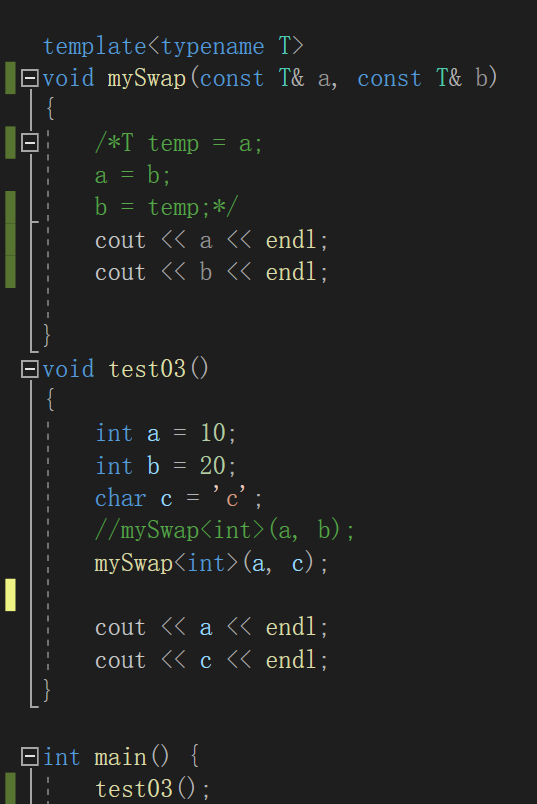 template<typename T>
void mySwap(const T& a, const T& b)
{
/*T temp = a;
a = b;
b = temp;*/
cout << a << endl;
cout << b << endl;
}
void test03()
{
int a = 10;
int b = 20;
char c = 'c';
//mySwap<int>(a, b);
mySwap<int>(a, c);
cout << a << endl;
cout << c << endl;
}
int main() {
test03();